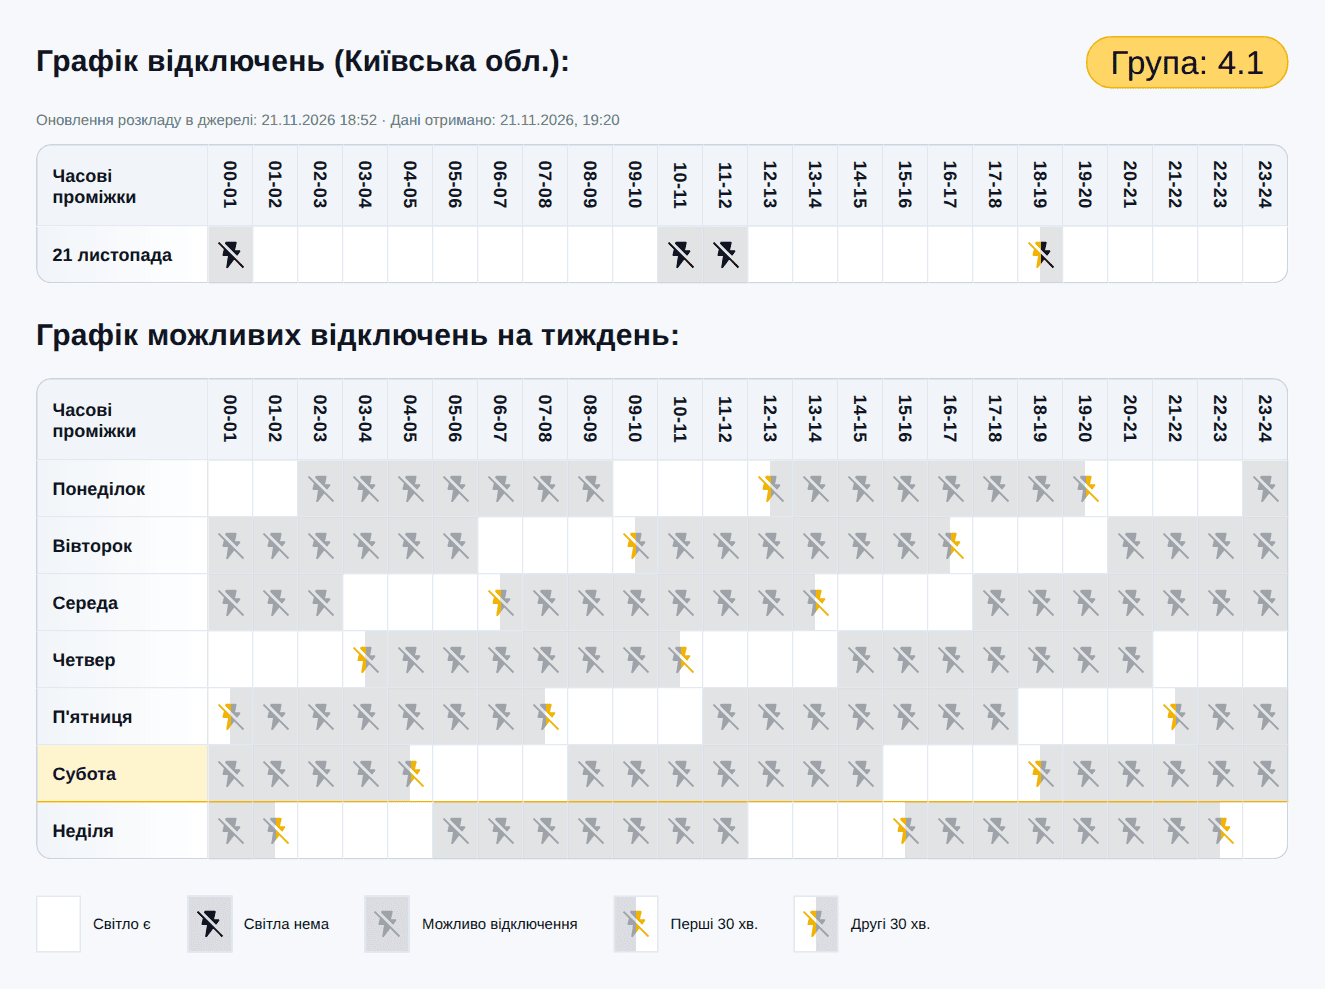 Графік відключень (Київська обл.):
Група: 4.1
Оновлення розкладу в джерелі: 21.11.2026 18:52 · Дані отримано: 21.11.2026, 19:20
Часові
проміжки
00-01 01-02 02-03 03-04 04-05 05-06 06-07 07-08 08-09 09-10 10-11 11-12 12-13 13-14 14-15 15-16 16-17 17-18 18-19 19-20 20-21 21-22 22-23 23-24
21 листопада
Графік можливих відключень на тиждень:
Часові
проміжки
00-01 01-02 02-03 03-04 04-05 05-06 06-07 07-08 08-09 09-10 10-11 11-12 12-13 13-14 14-15 15-16 16-17 17-18 18-19 19-20 20-21 21-22 22-23 23-24
Понеділок
Вівторок
Середа
Четвер
П'ятниця
Субота
Неділя
Світло є
Світла нема
Можливо відключення
Перші 30 хв.
Другі 30 хв.